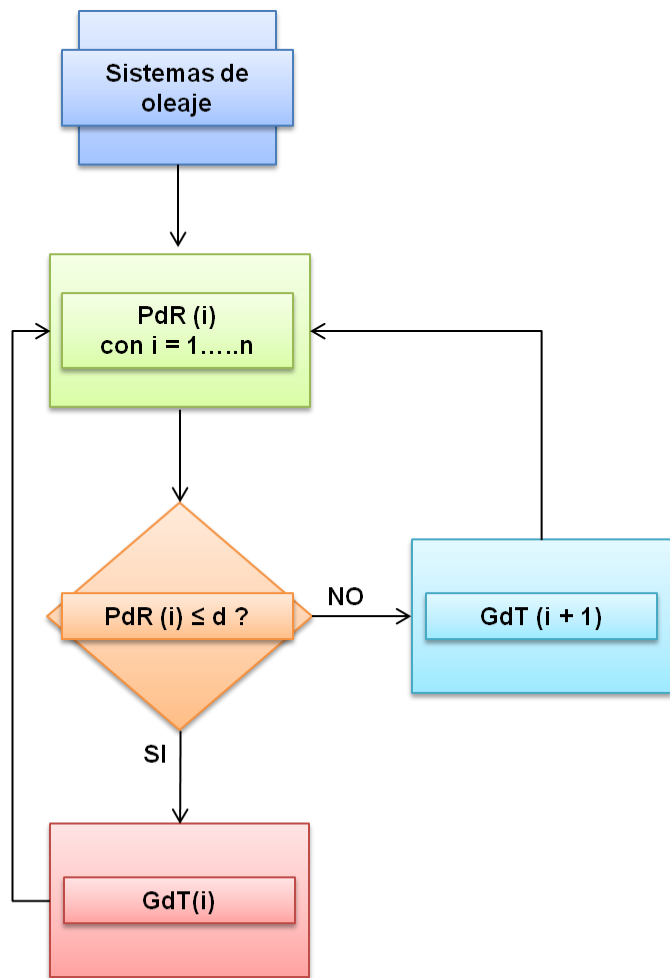 Sistemas de
oleaje
PdR (i)
con i = 1.....n
PdR (i) ≤ d ?
NO
GdT (i + 1)
SI
GdT(i)